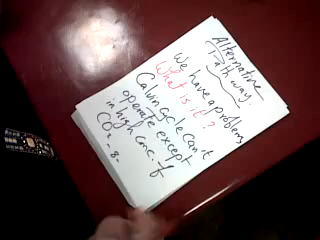 Alternative
Pathway
We have a problem,
What is it?
Calvin cycle can't
operate except
in high conc. of
CO2